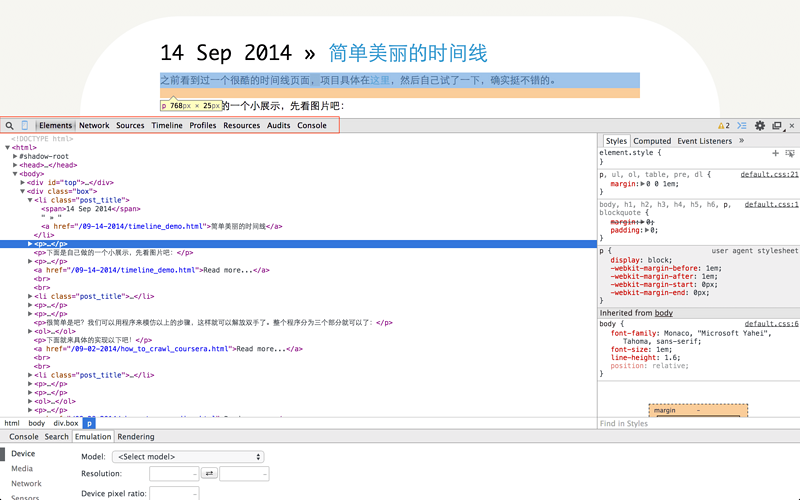 14 Sep 2014 » 简单美丽的时间线
之前看到过一个很酷的时间线页面，项目具体在这里，然后自己试了一下，确实挺不错的。
p 768px × 25px 的一个小展示，先看图片吧：
Elements Network Sources Timeline Profiles Resources Audits Console 2
<!DOCTYPE html>
<html>
#shadow-root
<head>…</head>
<body>
<div id="top">…</div>
<div class="box">
<li class="post_title">
<span>14 Sep 2014</span>
" » "
<a href="/09-14-2014/timeline_demo.html">简单美丽的时间线</a>
</li>
<p>…</p>
<p>下面是自己做的一个小展示，先看图片吧：</p>
<p>…</p>
<a href="/09-14-2014/timeline_demo.html">Read more...</a>
<br>
<br>
<li class="post_title">…</li>
<p>…</p>
<p>…</p>
<p>很简单是吧？我们可以用程序来模仿以上的步骤，这样就可以解放双手了。整个程序分为三个部分就可以了：</p>
<ol>…</ol>
<p>下面就来具体的实现以下吧！</p>
<a href="/09-02-2014/how_to_crawl_coursera.html">Read more...</a>
<br>
<br>
<li class="post_title">…</li>
<p>…</p>
<p>…</p>
<ol>…</ol>
<p>…</p>
html body div.box p
Styles Computed Event Listeners »
element.style {
}
p, ul, ol, table, pre, dl { default.css:21
margin: 0 0 1em;
}
body, h1, h2, h3, h4, h5, h6, p, default.css:1
blockquote {
margin: 0;
padding: 0;
}
p { user agent stylesheet
display: block;
-webkit-margin-before: 1em;
-webkit-margin-after: 1em;
-webkit-margin-start: 0px;
-webkit-margin-end: 0px;
}
Inherited from body
body { default.css:6
font-family: Monaco, "Microsoft Yahei",
Tahoma, sans-serif;
font-size: 1em;
line-height: 1.6;
position: relative;
}
margin –
Find in Styles
Console Search Emulation Rendering
Device
Media
Network
Sensors
Model: <Select model>
Resolution: – –
Device pixel ratio: –